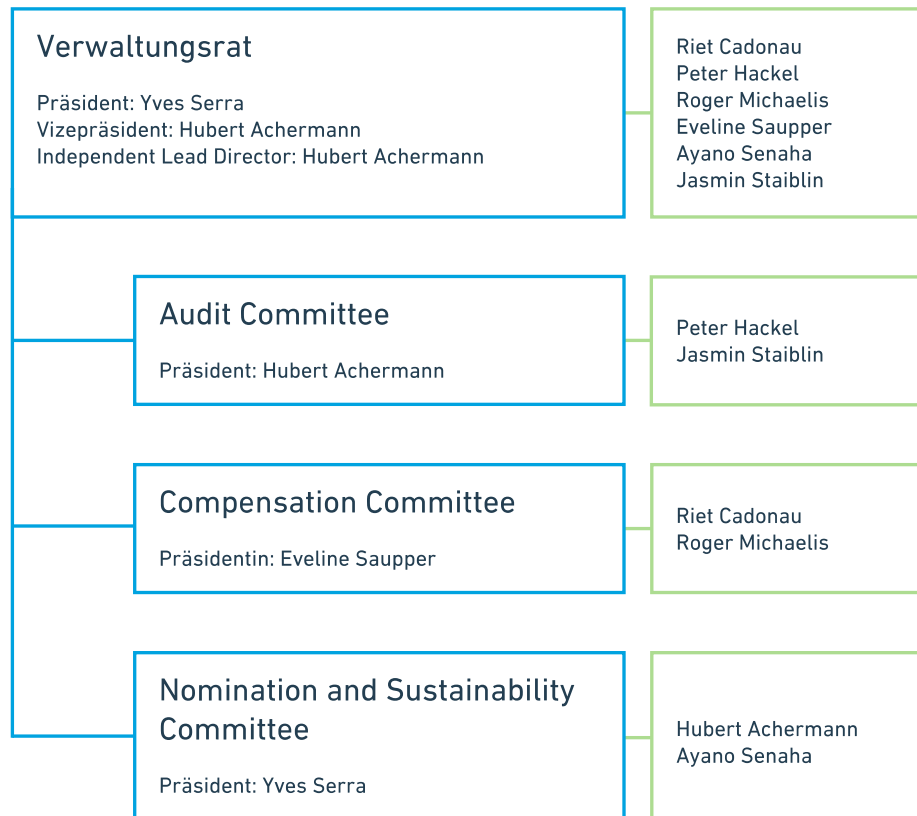 Verwaltungsrat
Präsident: Yves Serra
Vizepräsident: Hubert Achermann
Independent Lead Director: Hubert Achermann
Riet Cadonau
Peter Hackel
Roger Michaelis
Eveline Saupper
Ayano Senaha
Jasmin Staiblin
Audit Committee
Präsident: Hubert Achermann
Peter Hackel
Jasmin Staiblin
Compensation Committee
Präsidentin: Eveline Saupper
Riet Cadonau
Roger Michaelis
Nomination and Sustainability
Committee
Präsident: Yves Serra
Hubert Achermann
Ayano Senaha